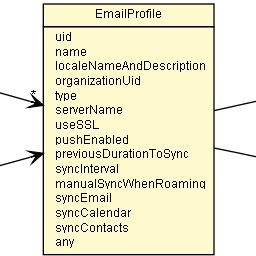 EmailProfile
uid
name
localeNameAndDescription
organizationUid
type
*
serverName
useSSL
pushEnabled
previousDurationToSync
syncInterval
manualSyncWhenRoaming
syncEmail
syncCalendar
syncContacts
any